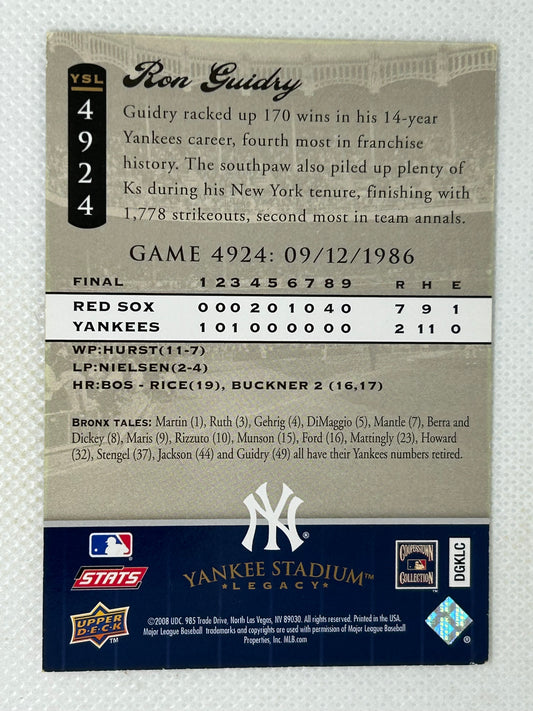 YSL
4924
Ron Guidry
Guidry racked up 170 wins in his 14-year
Yankees career, fourth most in franchise
history. The southpaw also piled up plenty of
Ks during his New York tenure, finishing with
1,778 strikeouts, second most in team annals.
GAME 4924: 09/12/1986
FINAL 1 2 3 4 5 6 7 8 9 R H E
RED SOX 0 0 0 2 0 1 0 4 0 7 9 1
YANKEES 1 0 1 0 0 0 0 0 0 2 11 0
WP:HURST(11-7)
LP:NIELSEN(2-4)
HR:BOS - RICE(19), BUCKNER 2 (16,17)
BRONX TALES: Martin (1), Ruth (3), Gehrig (4), DiMaggio (5), Mantle (7), Berra and
Dickey (8), Maris (9), Rizzuto (10), Munson (15), Ford (16), Mattingly (23), Howard
(32), Stengel (37), Jackson (44) and Guidry (49) all have their Yankees numbers retired.
NY ®
YANKEE STADIUM™
LEGACY
STATS
COOPERSTOWN
COLLECTION
DGKLC
UPPER
DECK
™
©2008 UDC. 985 Trade Drive, North Las Vegas, NV 89030. All rights reserved. Printed in the USA.
Major League Baseball trademarks and copyrights are used with permission of Major League Baseball
Properties, Inc. MLB.com
®